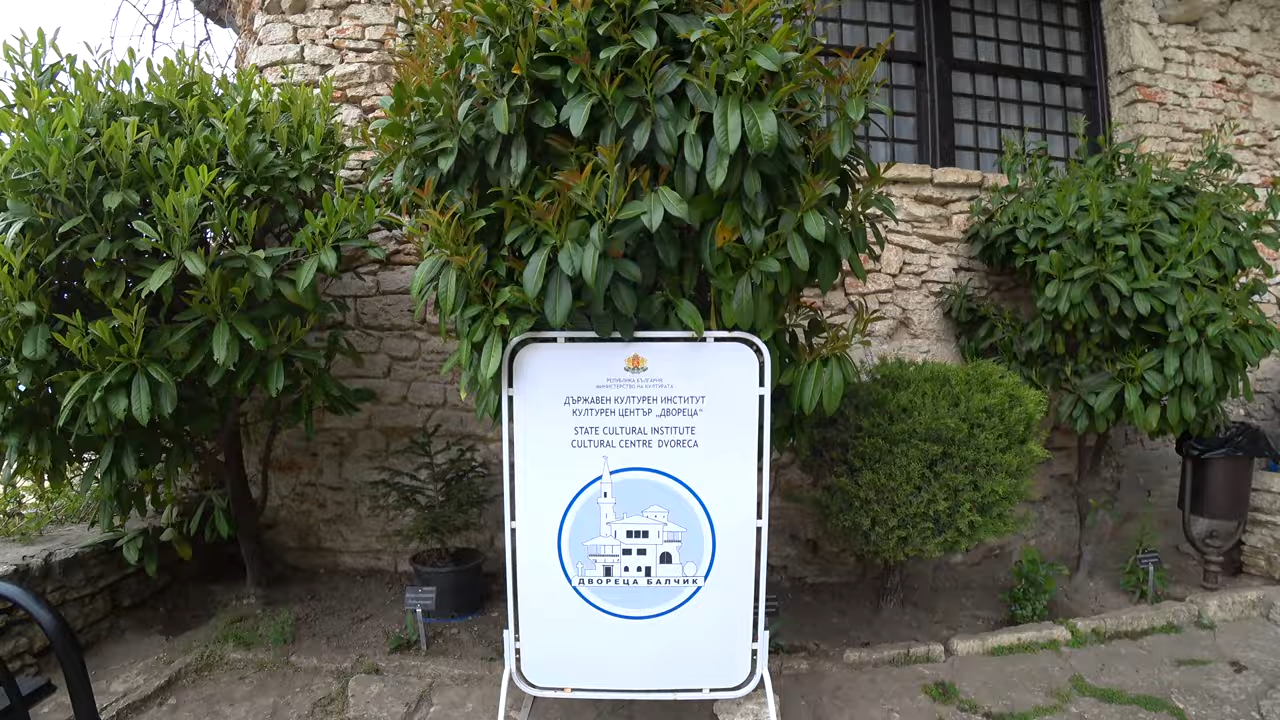 РЕПУБЛИКА БЪЛГАРИЯ
МИНИСТЕРСТВО НА КУЛТУРАТА
ДЪРЖАВЕН КУЛТУРЕН ИНСТИТУТ
КУЛТУРЕН ЦЕНТЪР „ДВОРЕЦА“
STATE CULTURAL INSTITUTE
CULTURAL CENTRE DVORECA
ДВОРЕЦА БАЛЧИК